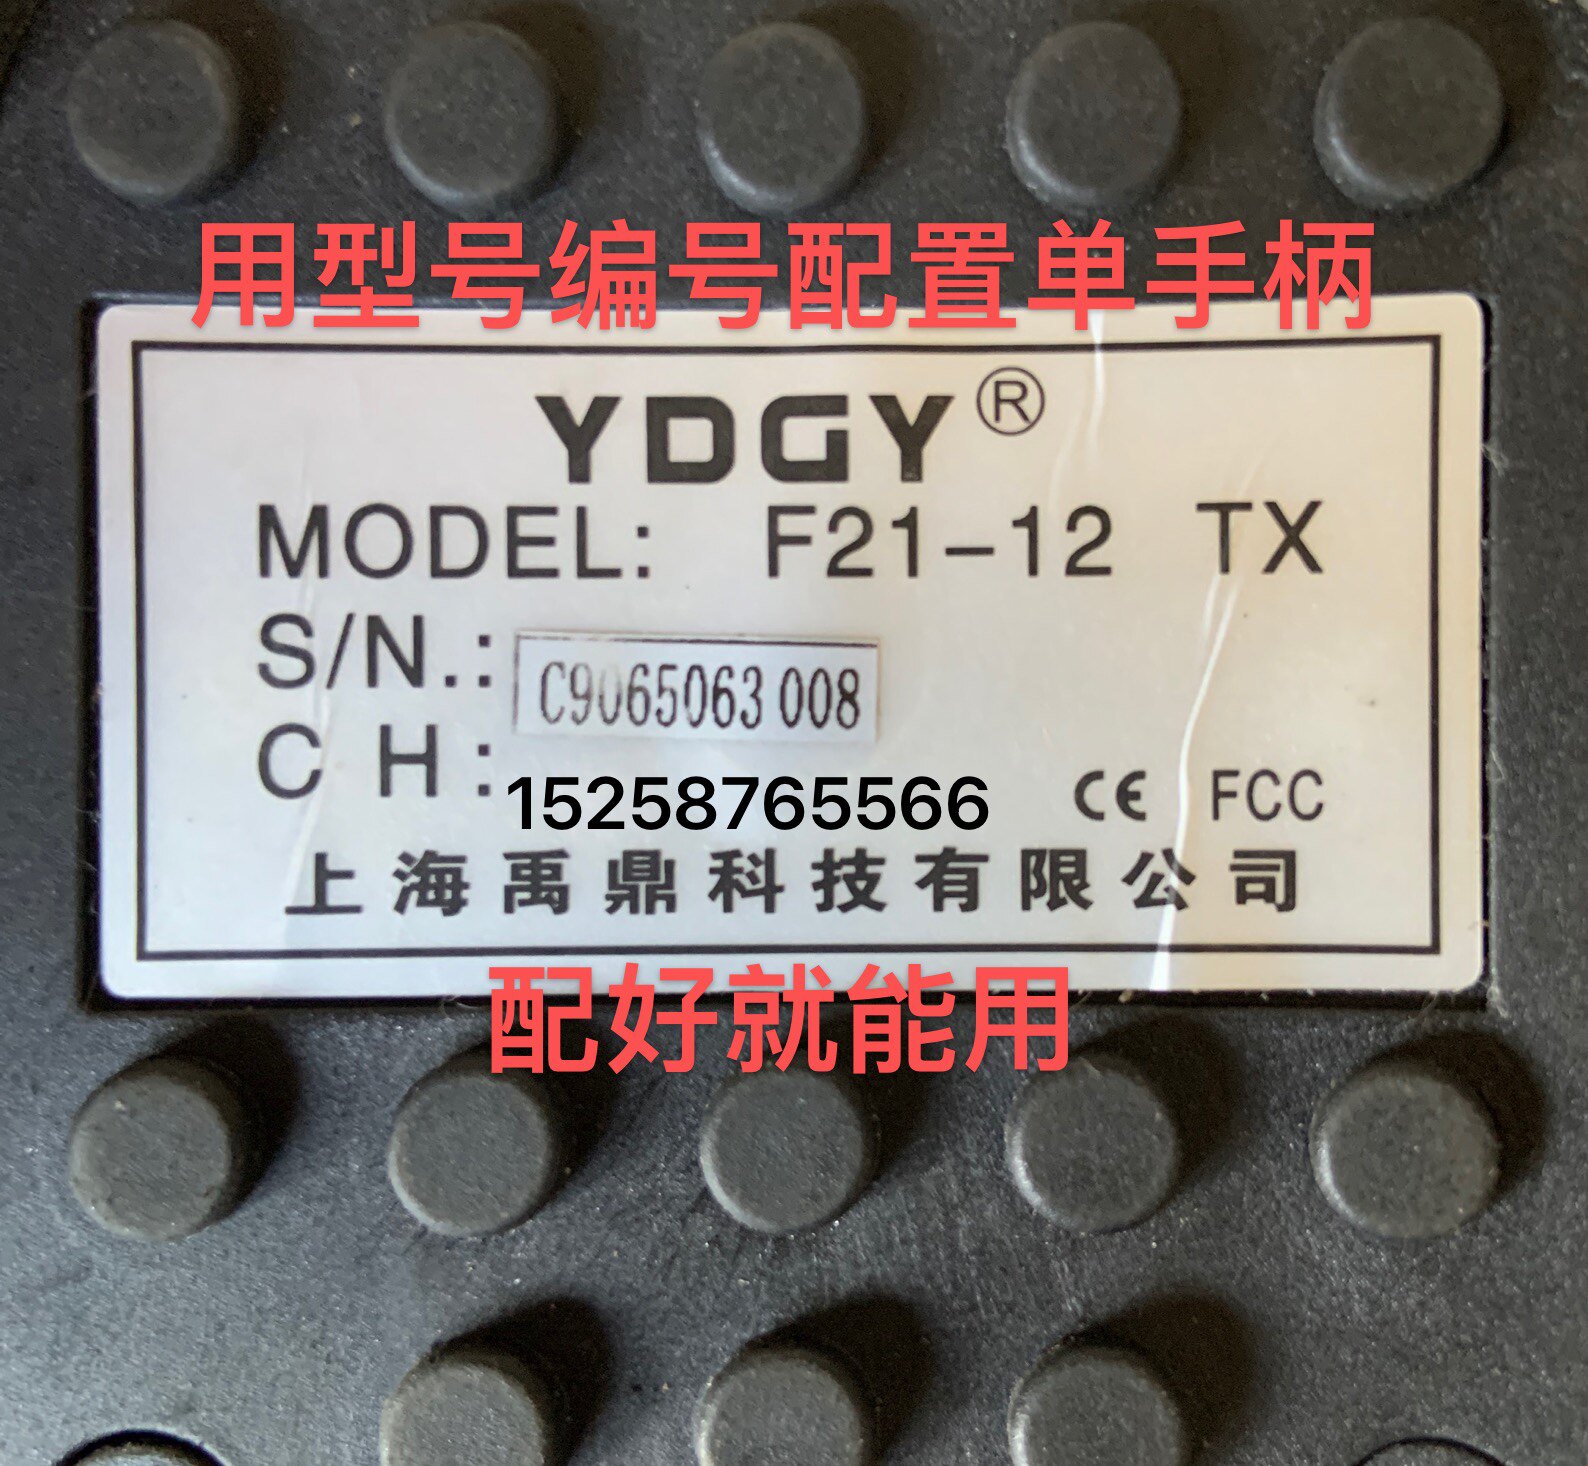 用型号编号配置单手柄
YDGY®
MODEL: F21-12 TX
S/N.: C9065063 008
C H: 15258765566 CE FCC
上海禹鼎科技有限公司
配好就能用